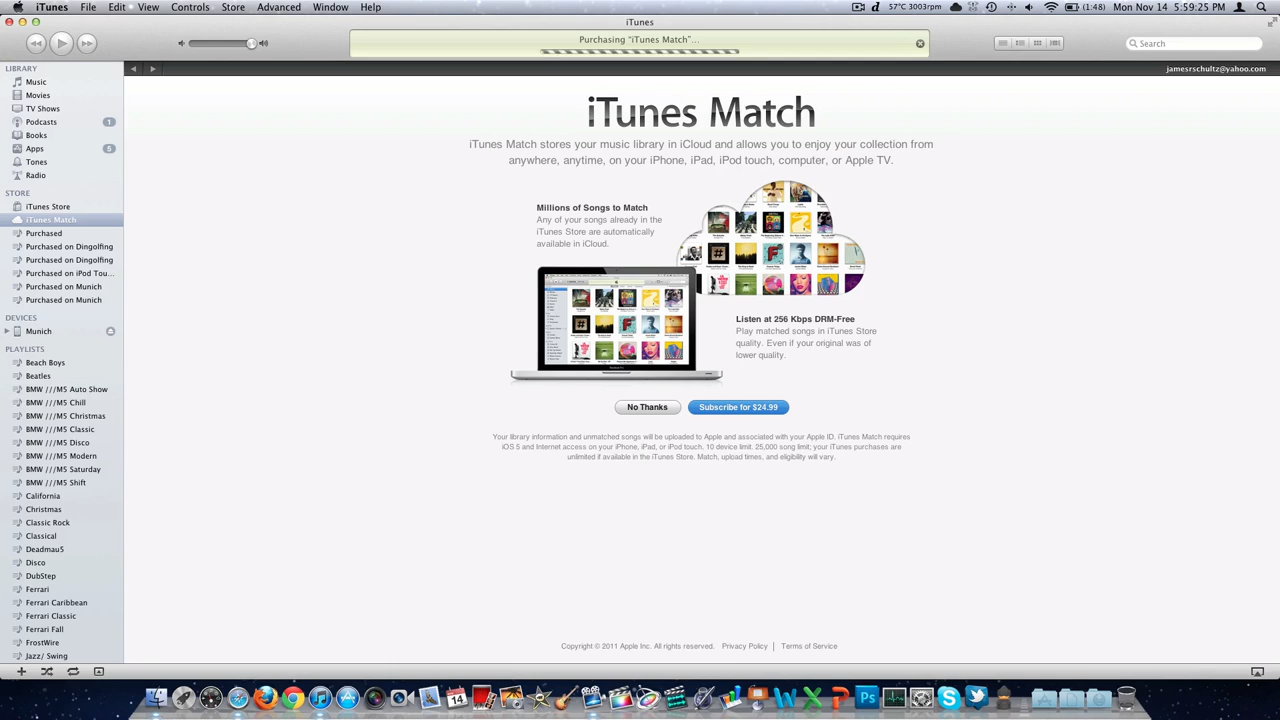 iTunes File Edit View Controls Store Advanced Window Help
57°C 3003rpm (1:48) Mon Nov 14 5:59:25 PM
iTunes
Purchasing “iTunes Match”...
Search
jamesrschultz@yahoo.com
LIBRARY
Music
Movies
TV Shows
Podcasts 1
Books
Apps 5
Tones
Radio
STORE
iTunes Store
iTunes Match
Purchased
Purchased on Dingolfing
Purchased on Dingolfing
Purchased on iPod Tou
Purchased on Munich
Purchased on Munich
DEVICES
Munich
PLAYLISTS
Beach Boys
Beatles
BMW ///M5 Auto Show
BMW ///M5 Chill
BMW ///M5 Christmas
BMW ///M5 Classic
BMW ///M5 Disco
BMW ///M5 Modern
BMW ///M5 Saturday
BMW ///M5 Shift
California
Christmas
Classic Rock
Classical
Deadmau5
Disco
DubStep
Ferrari
Ferrari Caribbean
Ferrari Classic
Ferrari Fall
FrostWire
Jazz/ Swing
iTunes Match
iTunes Match stores your music library in iCloud and allows you to enjoy your collection from
anywhere, anytime, on your iPhone, iPad, iPod touch, computer, or Apple TV.
Millions of Songs to Match
Any of your songs already in the
iTunes Store are automatically
available in iCloud.
Listen at 256 Kbps DRM-Free
Play matched songs in iTunes Store
quality. Even if your original was of
lower quality.
No Thanks Subscribe for $24.99
Your library information and unmatched songs will be uploaded to Apple and associated with your Apple ID. iTunes Match requires
iOS 5 and Internet access on your iPhone, iPad, or iPod touch. 10 device limit. 25,000 song limit; your iTunes purchases are
unlimited if available in the iTunes Store. Match, upload times, and eligibility will vary.
Copyright © 2011 Apple Inc. All rights reserved. Privacy Policy | Terms of Service
14
Ps